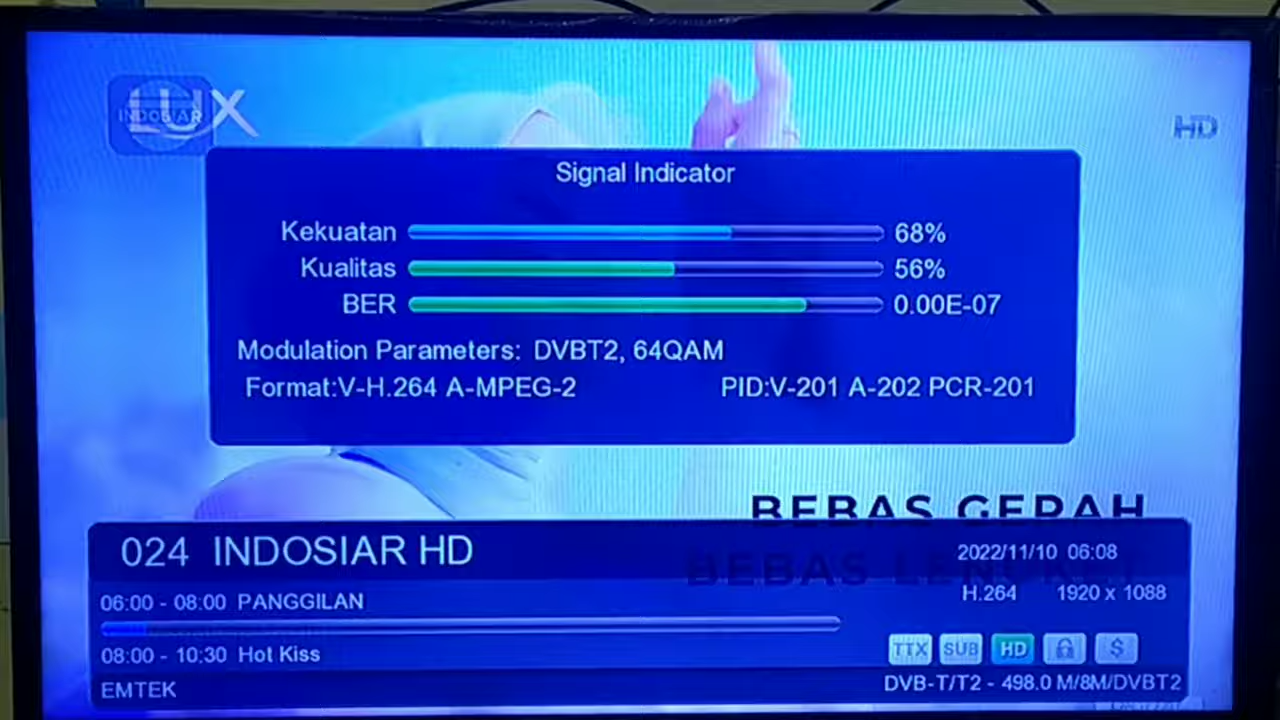 LUX
INDOSIAR
HD
Signal Indicator
Kekuatan 68%
Kualitas 56%
BER 0.00E-07
Modulation Parameters: DVBT2, 64QAM
Format:V-H.264 A-MPEG-2 PID:V-201 A-202 PCR-201
BEBAS GERAH
BEBAS LENGKET
024 INDOSIAR HD
2022/11/10 06:08
H.264 1920 x 1088
06:00 - 08:00 PANGGILAN
08:00 - 10:30 Hot Kiss
TTX SUB HD $
EMTEK
DVB-T/T2 - 498.0 M/8M/DVBT2